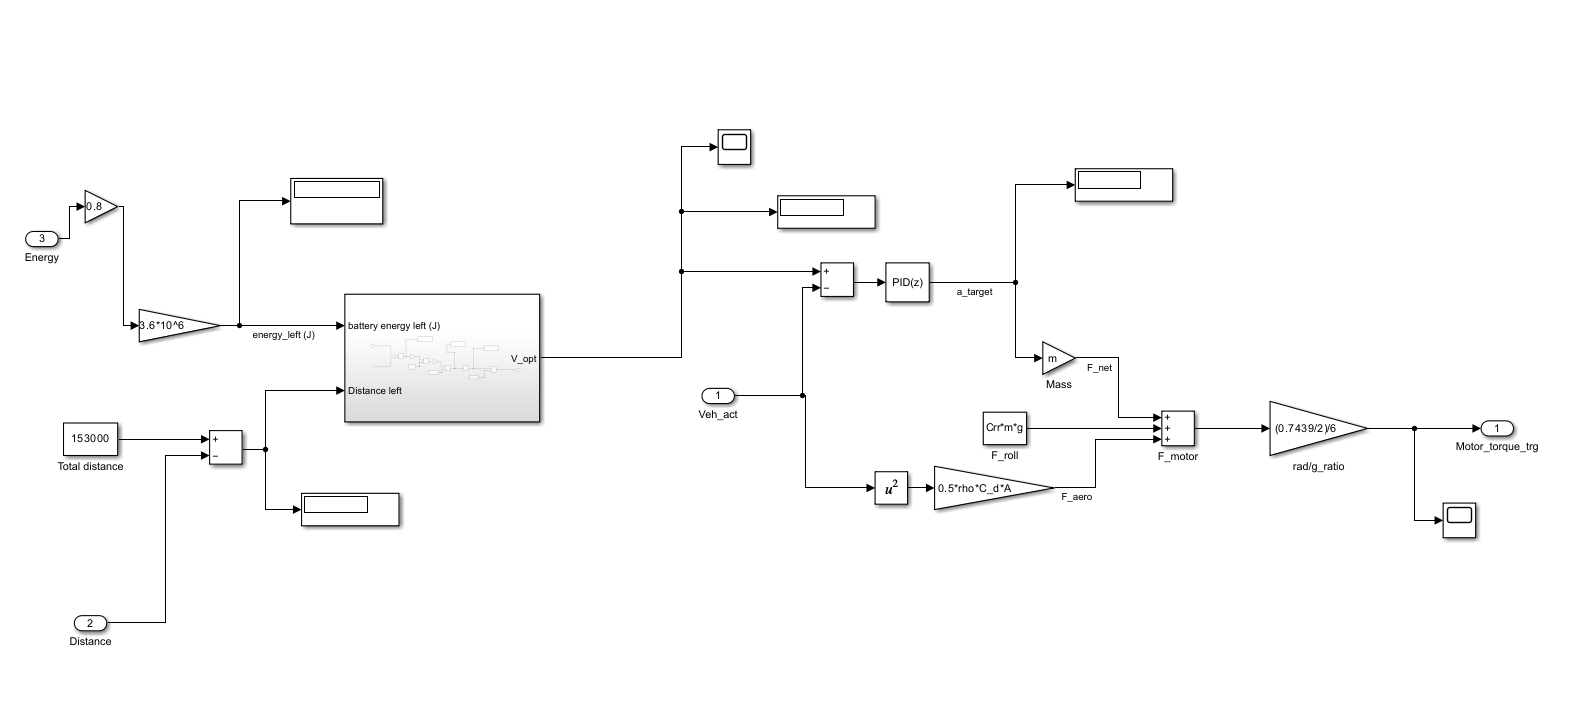 0.8
3
Energy
3.6*10^6
energy_left (J)
battery energy left (J)
V_opt
Distance left
153000
Total distance
+
−
2
Distance
+
−
PID(z)
a_target
1
Veh_act
m
Mass
F_net
Crr*m*g
F_roll
u²
0.5*rho*C_d*A
F_aero
+
+
+
F_motor
(0.7439/2)/6
rad/g_ratio
1
Motor_torque_trg